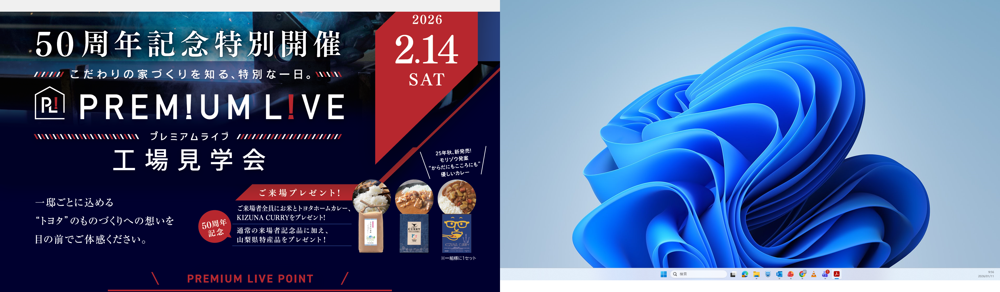 50周年記念特別開催
こだわりの家づくりを知る、特別な一日。
PL!
PREM!UM L!VE
プレミアムライブ
工場見学会
2026
2.14
SAT
25年秋、新発売!
モリゾウ発案
“からだにもこころにも”
優しいカレー
一邸ごとに込める
“トヨタ”のものづくりへの想いを
目の前でご体感ください。
ご来場プレゼント!
ご来場者全員にお米とトヨタホームカレー、
KIZUNA CURRYをプレゼント!
50周年
記念
通常の来場者記念品に加え、
山梨県特産品をプレゼント!
CURRY
KIZUNA CURRY
※一組様に1セット
PREMIUM LIVE POINT
検索
1
9:56
2026/01/11